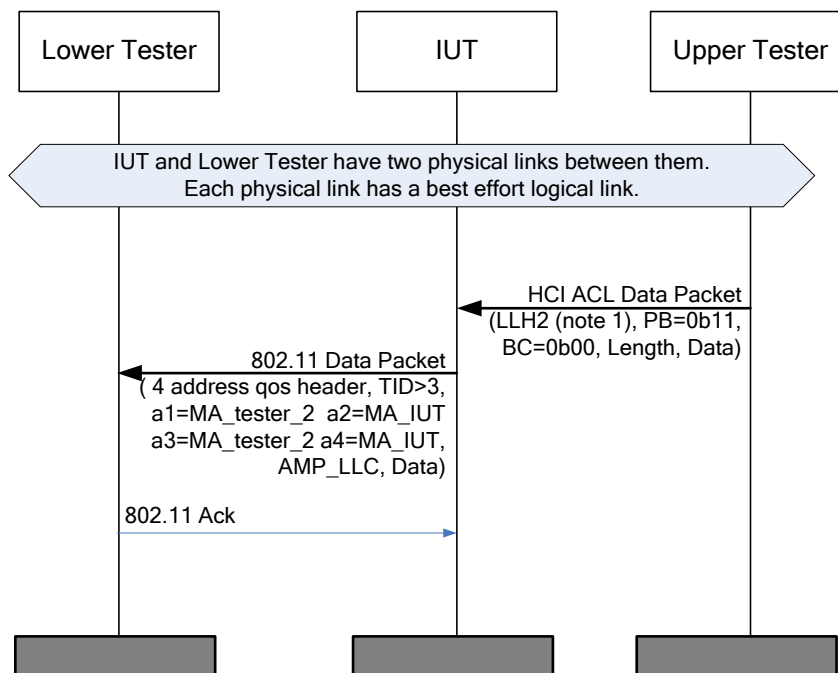 Lower Tester
IUT
Upper Tester
IUT and Lower Tester have two physical links between them.
Each physical link has a best effort logical link.
HCI ACL Data Packet
(LLH2 (note 1), PB=0b11,
BC=0b00, Length, Data)
802.11 Data Packet
( 4 address qos header, TID>3,
a1=MA_tester_2 a2=MA_IUT
a3=MA_tester_2 a4=MA_IUT,
AMP_LLC, Data)
802.11 Ack